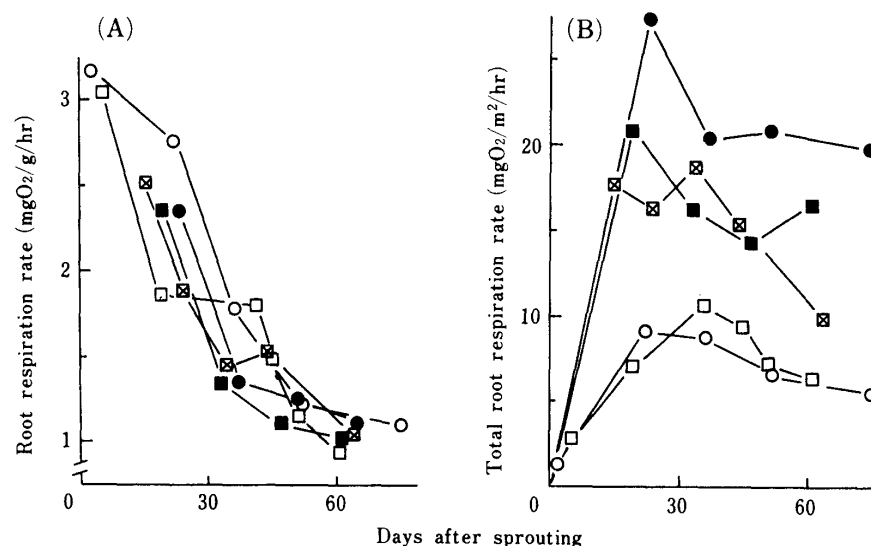 (A)
Root respiration rate (mgO₂/g/hr)
3
2
1
0
30
60
(B)
Total root respiration rate (mgO₂/m²/hr)
20
10
0
30
60
Days after sprouting